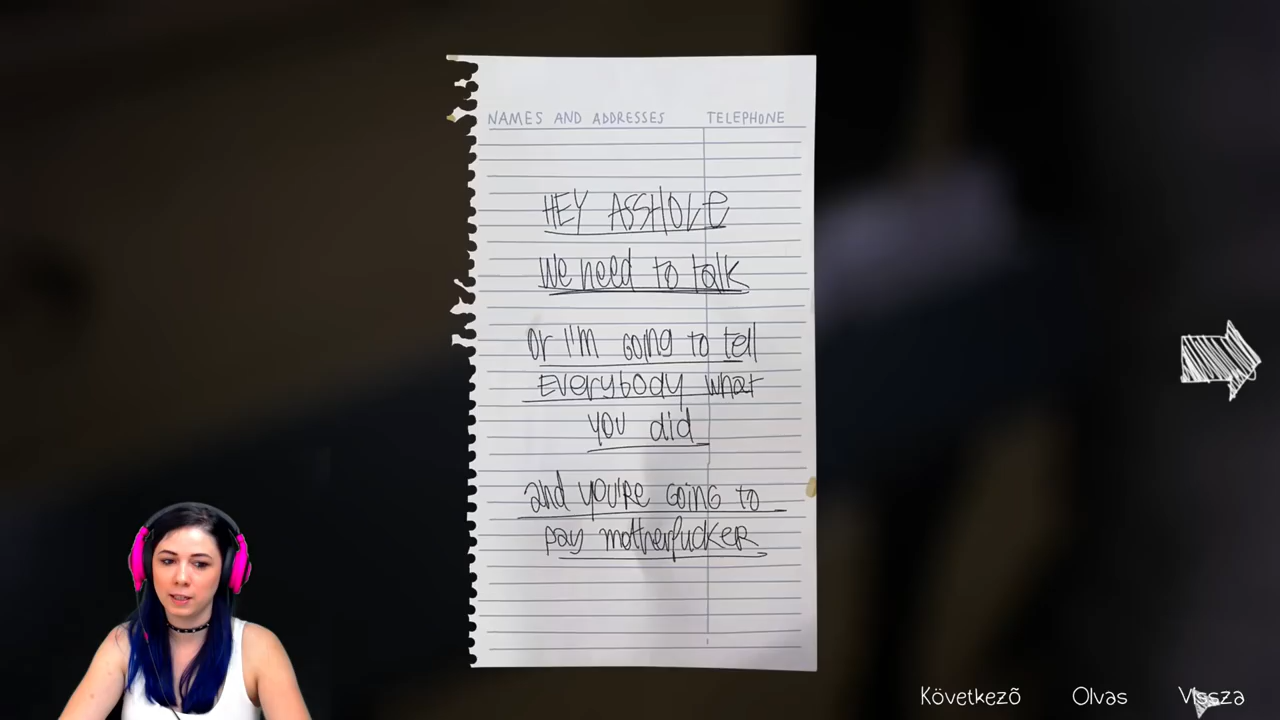 NAMES AND ADDRESSES TELEPHONE
HEY ASSHOLE
We need to talk
Or I'm going to tell
EVERYBODY what
YOU did
and you're GOING to
pay motherfucker
Következő Olvas Vissza